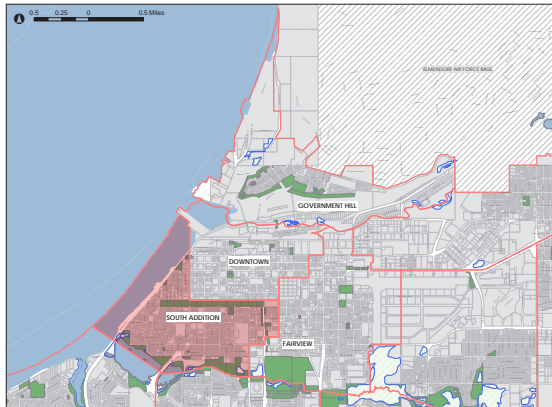 0.5 0.25 0 0.5 Miles
ELMENDORF AIR FORCE BASE
GOVERNMENT HILL
DOWNTOWN
SOUTH ADDITION
FAIRVIEW